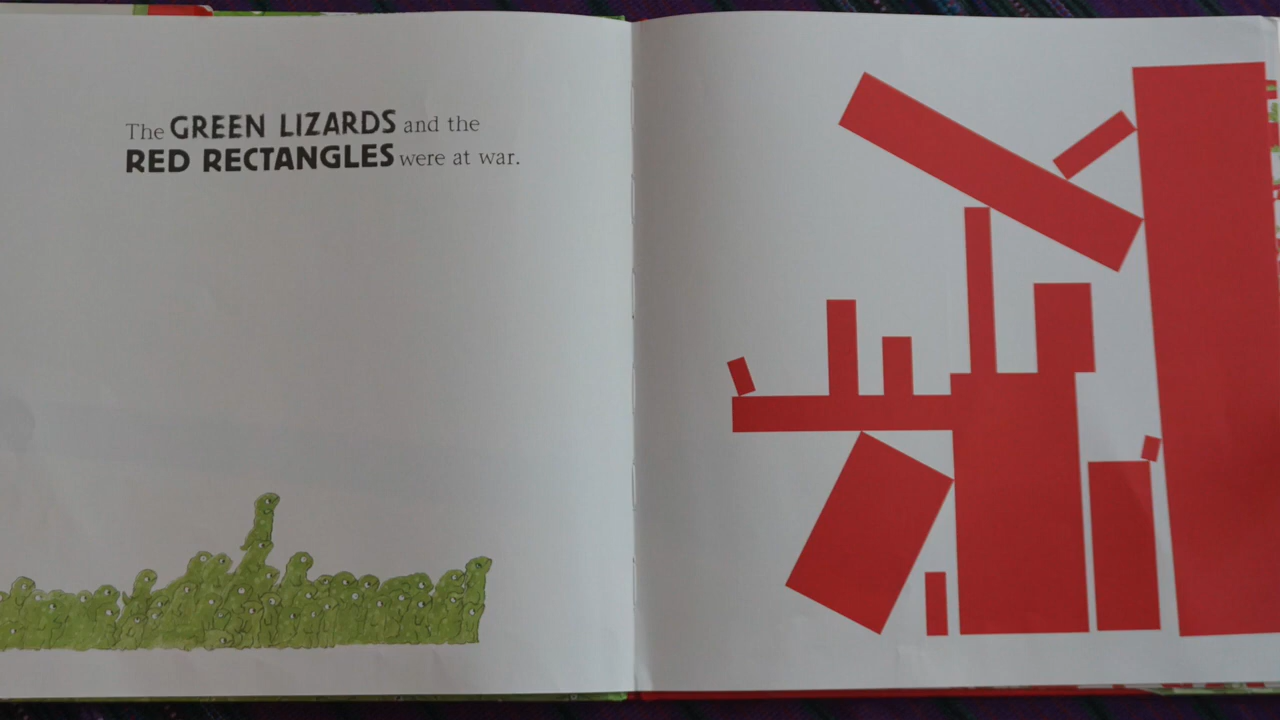 The GREEN LIZARDS and the
RED RECTANGLES were at war.